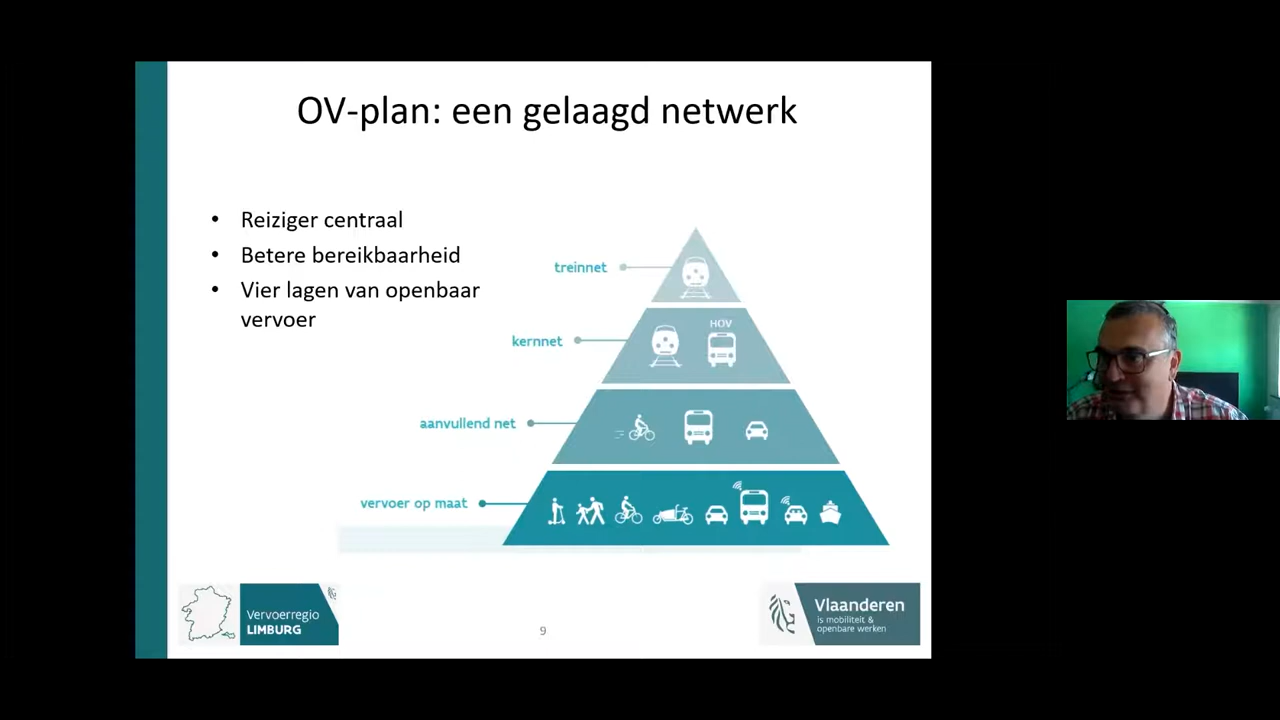 OV-plan: een gelaagd netwerk
• Reiziger centraal
• Betere bereikbaarheid
• Vier lagen van openbaar
vervoer
treinnet
kernnet
HOV
aanvullend net
vervoer op maat
Vervoerregio
LIMBURG
9
Vlaanderen
is mobiliteit &
openbare werken